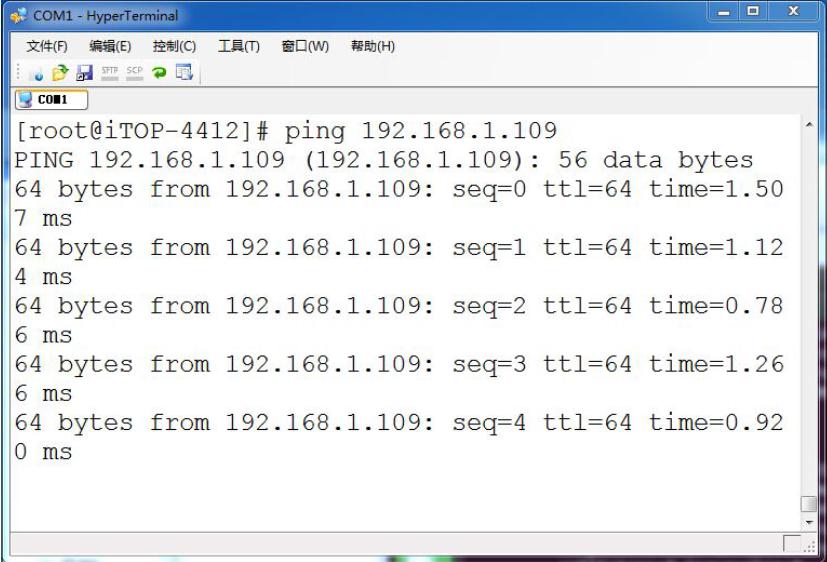 COM1 - HyperTerminal
文件(F) 编辑(E) 控制(C) 工具(T) 窗口(W) 帮助(H)
SFTP SCP
COM1
[root@iTOP-4412]# ping 192.168.1.109
PING 192.168.1.109 (192.168.1.109): 56 data bytes
64 bytes from 192.168.1.109: seq=0 ttl=64 time=1.50
7 ms
64 bytes from 192.168.1.109: seq=1 ttl=64 time=1.12
4 ms
64 bytes from 192.168.1.109: seq=2 ttl=64 time=0.78
6 ms
64 bytes from 192.168.1.109: seq=3 ttl=64 time=1.26
6 ms
64 bytes from 192.168.1.109: seq=4 ttl=64 time=0.92
0 ms